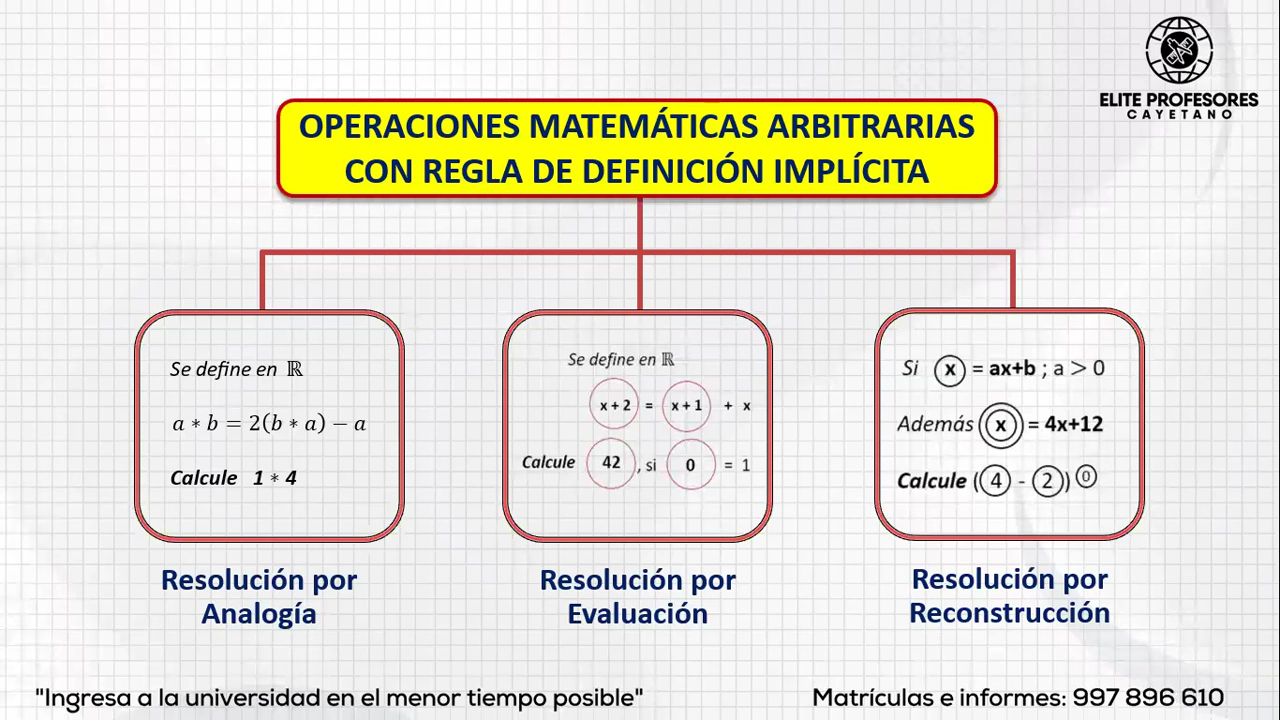 ELITE PROFESORES
CAYETANO
OPERACIONES MATEMÁTICAS ARBITRARIAS
CON REGLA DE DEFINICIÓN IMPLÍCITA
Se define en ℝ
a * b = 2(b * a) − a
Calcule 1 * 4
Resolución por
Analogía
Se define en ℝ
x + 2 = x + 1 + x
Calcule 42 , si 0 = 1
Resolución por
Evaluación
Si x = ax+b ; a > 0
Además x = 4x+12
Calcule (4 - 2) 0
Resolución por
Reconstrucción
"Ingresa a la universidad en el menor tiempo posible"
Matrículas e informes: 997 896 610